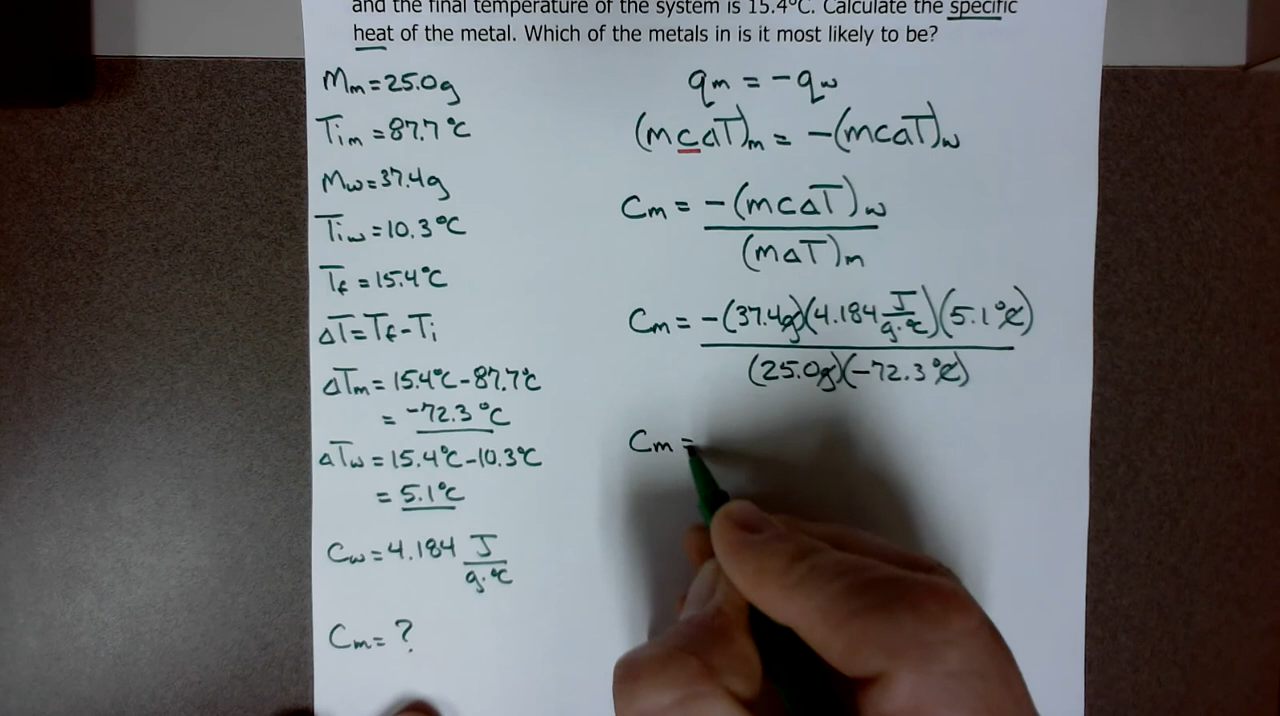 and the final temperature of the system is 15.4°C. Calculate the specific
heat of the metal. Which of the metals in is it most likely to be?
Mm=25.0g
Tim=87.7°C
Mw=37.4g
Tiw=10.3°C
Tf=15.4°C
ΔT=Tf-Ti
ΔTm=15.4°C-87.7°C
= -72.3°C
ΔTw=15.4°C-10.3°C
= 5.1°C
Cw=4.184 J/g·°C
Cm=?
qm = -qw
(mcΔT)m = -(mcΔT)w
Cm = -(mcΔT)w
(mΔT)m
Cm = -(37.4g)(4.184 J/g·°C)(5.1°C)
(25.0g)(-72.3°C)
Cm =